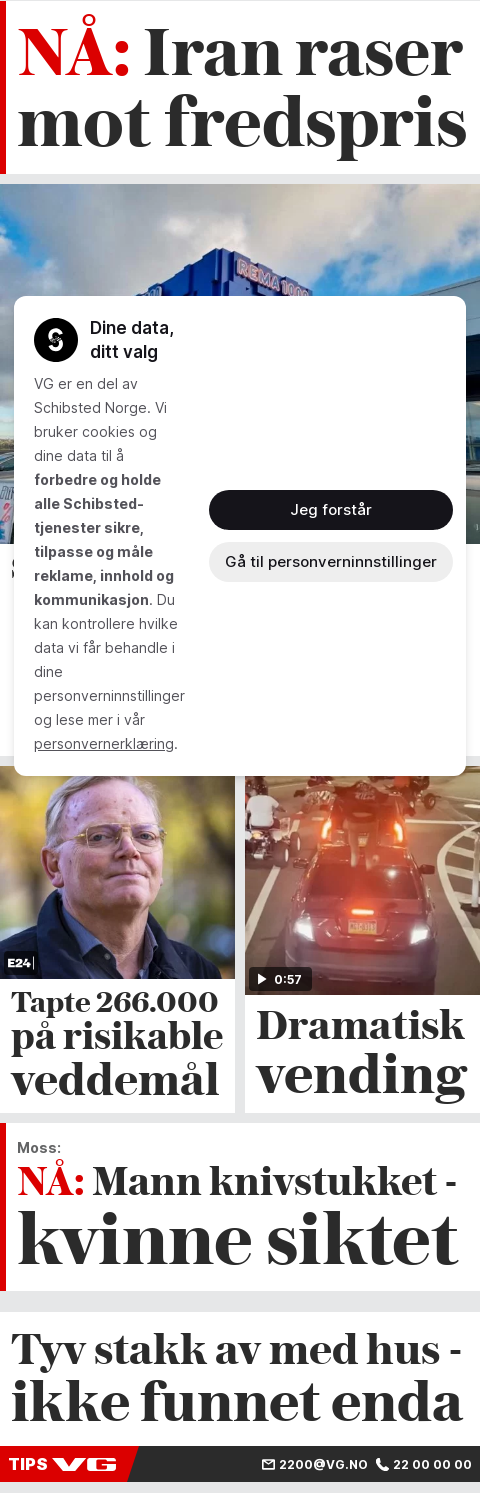 NÅ: Iran raser
mot fredspris
REMA 1000
Dine data,
ditt valg
VG er en del av
Schibsted Norge. Vi
bruker cookies og
dine data til å
forbedre og holde
alle Schibsted-
tjenester sikre,
tilpasse og måle
reklame, innhold og
kommunikasjon. Du
kan kontrollere hvilke
data vi får behandle i
dine
personverninnstillinger
og lese mer i vår
personvernerklæring.
Jeg forstår
Gå til personverninnstillinger
E24
Tapte 266.000
på risikable
veddemål
0:57
Dramatisk
vending
Moss:
NÅ: Mann knivstukket -
kvinne siktet
Tyv stakk av med hus -
ikke funnet enda
TIPS VG 2200@VG.NO 22 00 00 00